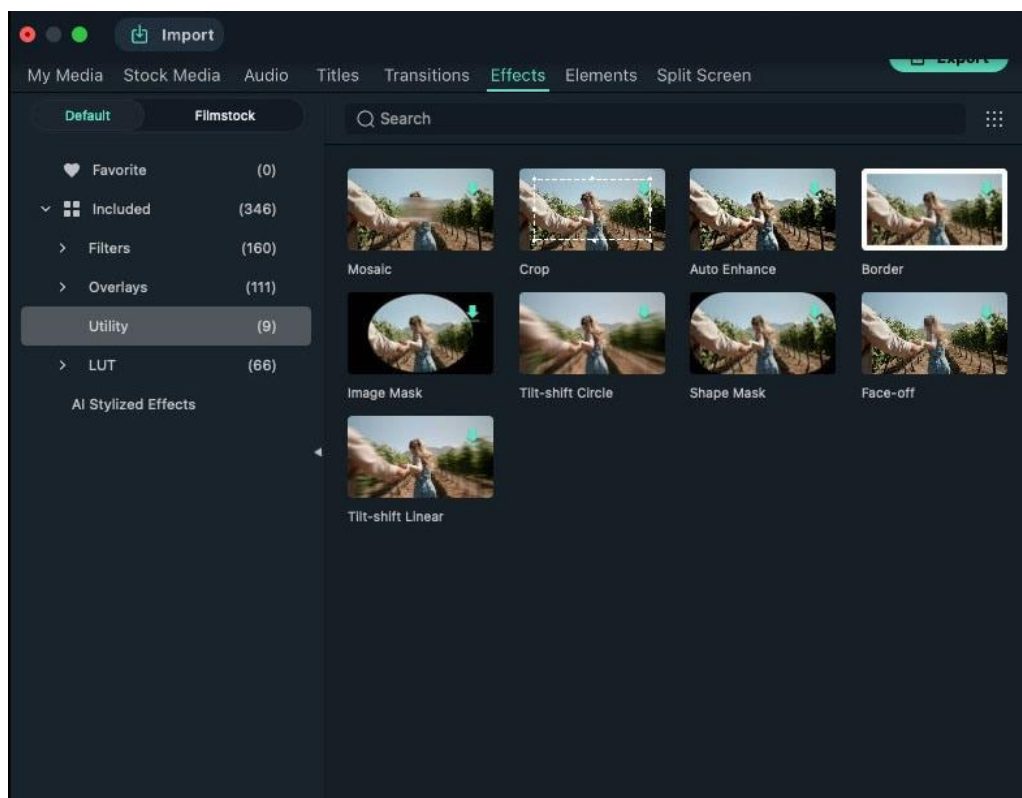 Import
My Media Stock Media Audio Titles Transitions Effects Elements Split Screen
Export
Default Filmstock
Search
Favorite (0)
Included (346)
Filters (160)
Overlays (111)
Utility (9)
LUT (66)
AI Stylized Effects
Mosaic Crop Auto Enhance Border
Image Mask Tilt-shift Circle Shape Mask Face-off
Tilt-shift Linear